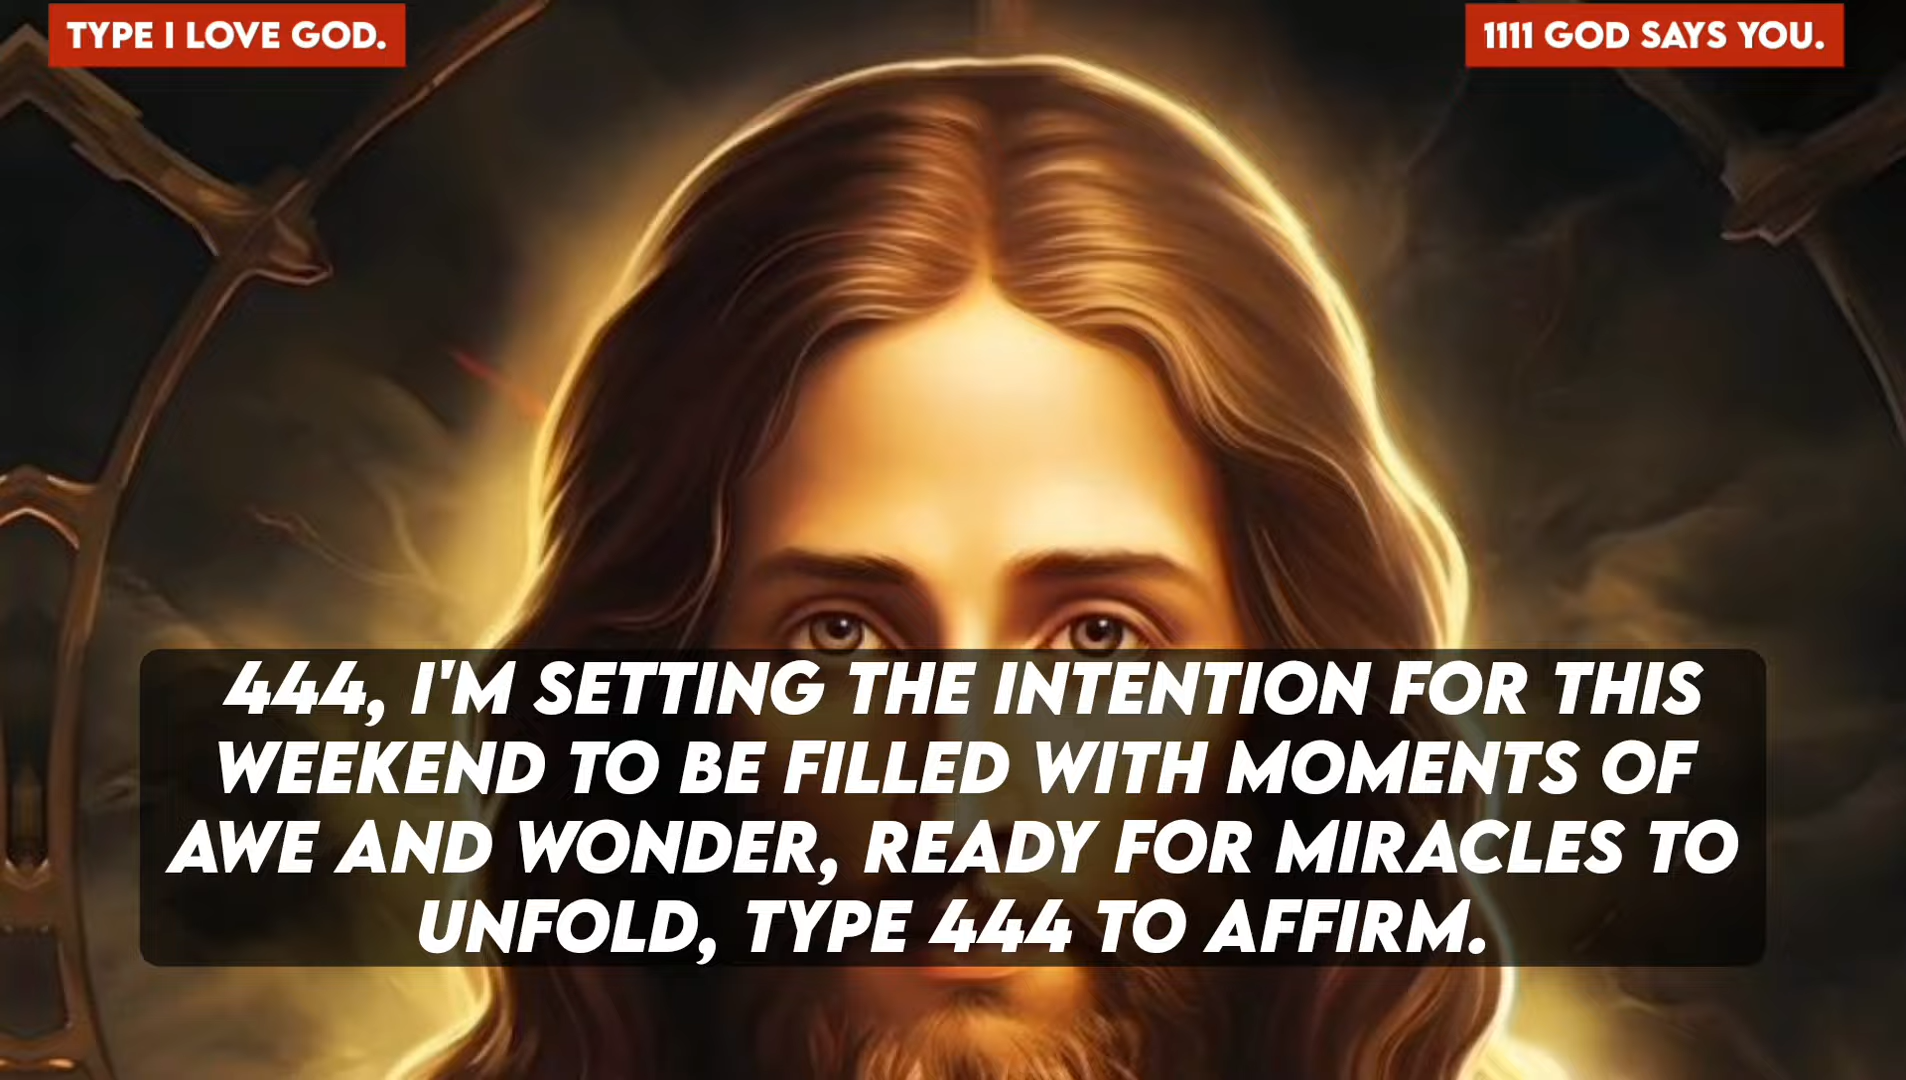 TYPE I LOVE GOD.
1111 GOD SAYS YOU.
444, I'M SETTING THE INTENTION FOR THIS
WEEKEND TO BE FILLED WITH MOMENTS OF
AWE AND WONDER, READY FOR MIRACLES TO
UNFOLD, TYPE 444 TO AFFIRM.